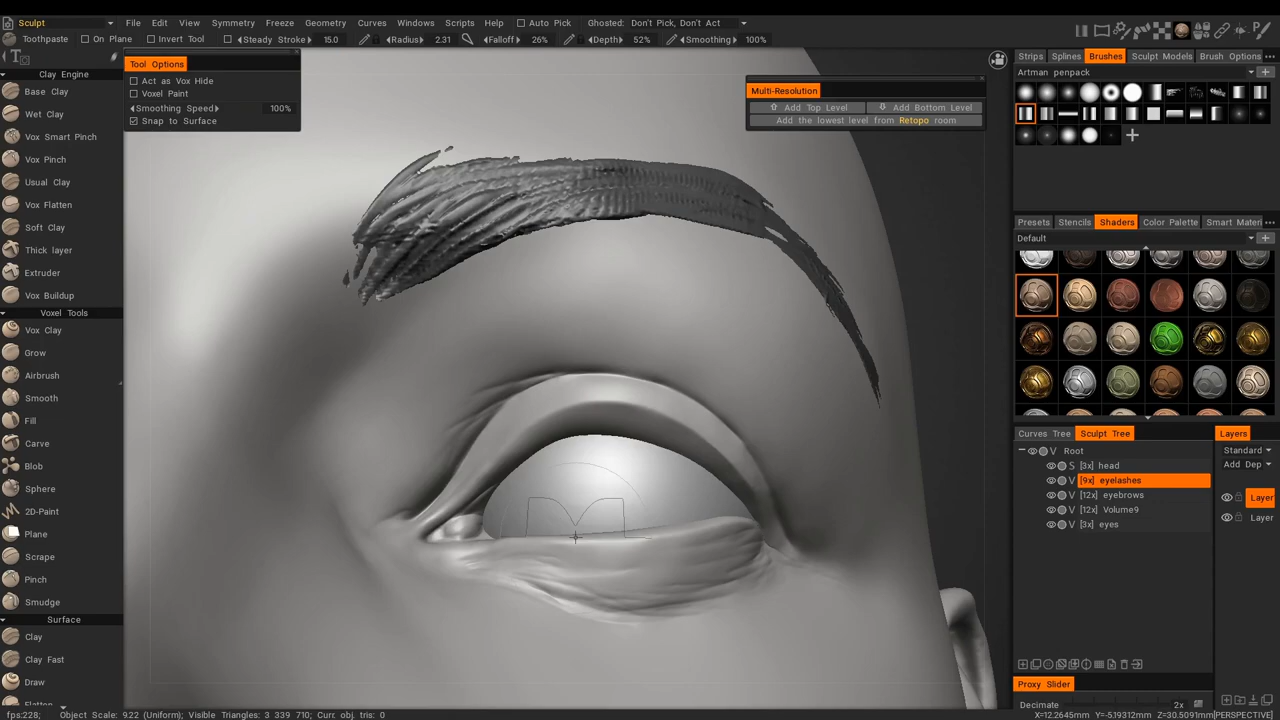 Sculpt File Edit View Windows Symmetry Freeze Geometry Curves Windows Scripts Help Auto Pick Ghosted: Don't Pick, Don't Act
Toothpaste On Plane Invert Tool Steady Stroke 15.0 Radius 2.31 Falloff 26% Depth 52% Smoothing 100%
Clay Engine
Base Clay
Wet Clay
Vox Smart Pinch
Vox Pinch
Usual Clay
Vox Flatten
Soft Clay
Thick layer
Extruder
Vox Buildup
Voxel Tools
Vox Clay
Grow
Airbrush
Smooth
Fill
Carve
Blob
Sphere
2D-Paint
Plane
Scrape
Pinch
Smudge
Surface
Clay
Clay Fast
Draw
Tool Options
Act as Vox Hide
Voxel Paint
Smoothing Speed 100%
Snap to Surface
Multi-Resolution
Add Top Level Add Bottom Level
Add the lowest level from Retopo room
Strips Splines Brushes Sculpt Models Brush Options
Artman penpack
Presets Stencils Shaders Color Palette Smart Materi
Default
Curves Tree Sculpt Tree
V Root
S [3x] head
V [9x] eyelashes
V [12x] eyebrows
V [12x] Volume9
V [3x] eyes
Layers
Standard
Add Dep
Layer
Layer
Proxy Slider
Decimate 2x
fps:228; Object Scale: 9.22 (Uniform); Visible Triangles: 3 339 710; Curr. obj. tris: 0 X=12.2645mm Y=-5.19312mm Z=30.5091mm [PERSPECTIVE]